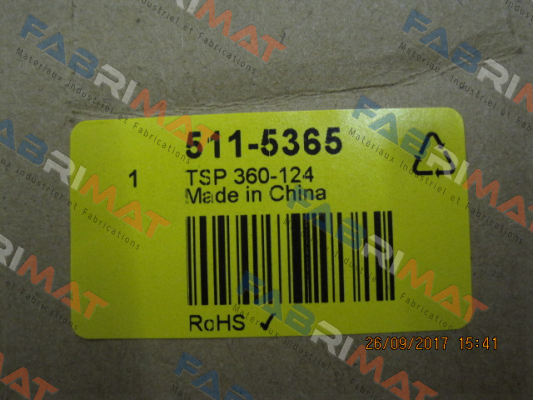 511-5365
1
TSP 360-124
Made in China
RoHS ✓
26/09/2017 15:41
FABRIMAT
Materiaux Industriel et Fabrications